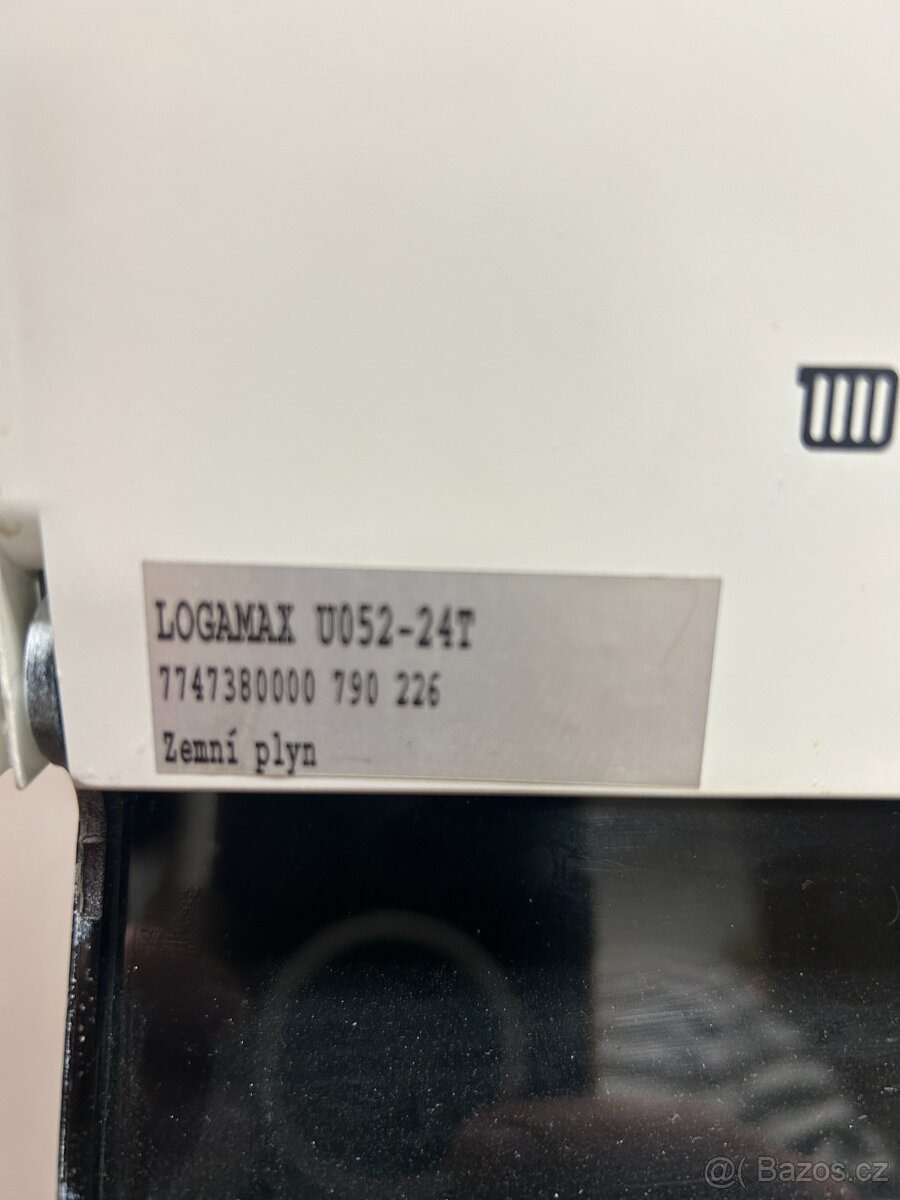 LOGAMAX U052-24T
7747380000 790 226
Zemní plyn
@( Bazos.cz